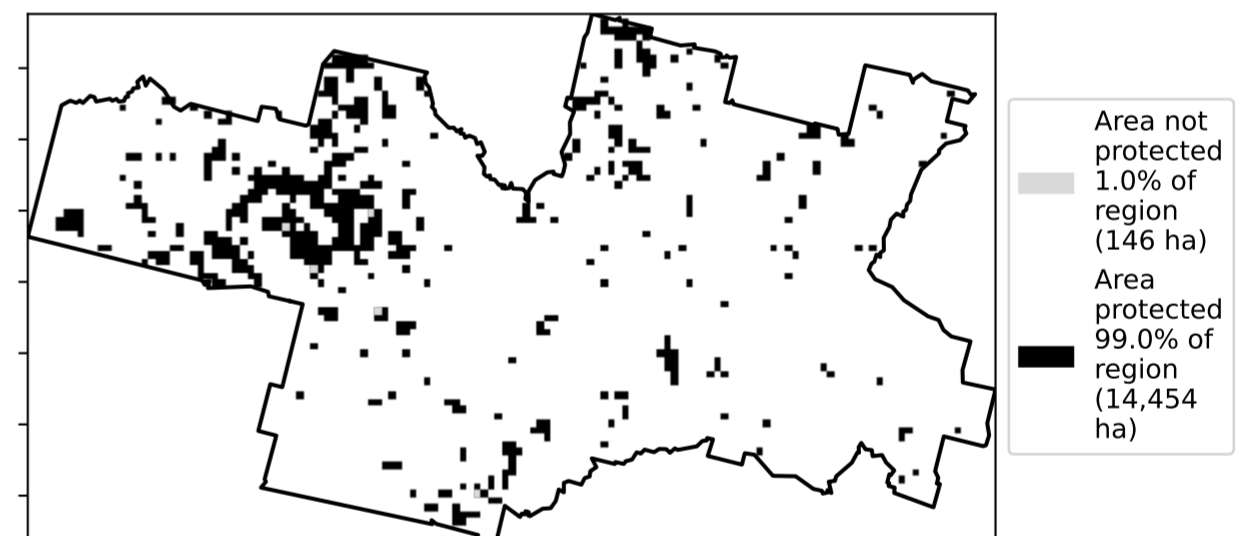 Area not
protected
1.0% of
region
(146 ha)
Area
protected
99.0% of
region
(14,454
ha)